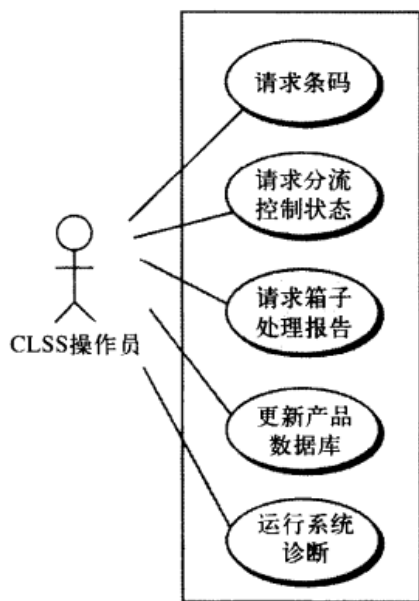 请求条码
请求分流
控制状态
请求箱子
处理报告
CLSS操作员
更新产品
数据库
运行系统
诊断